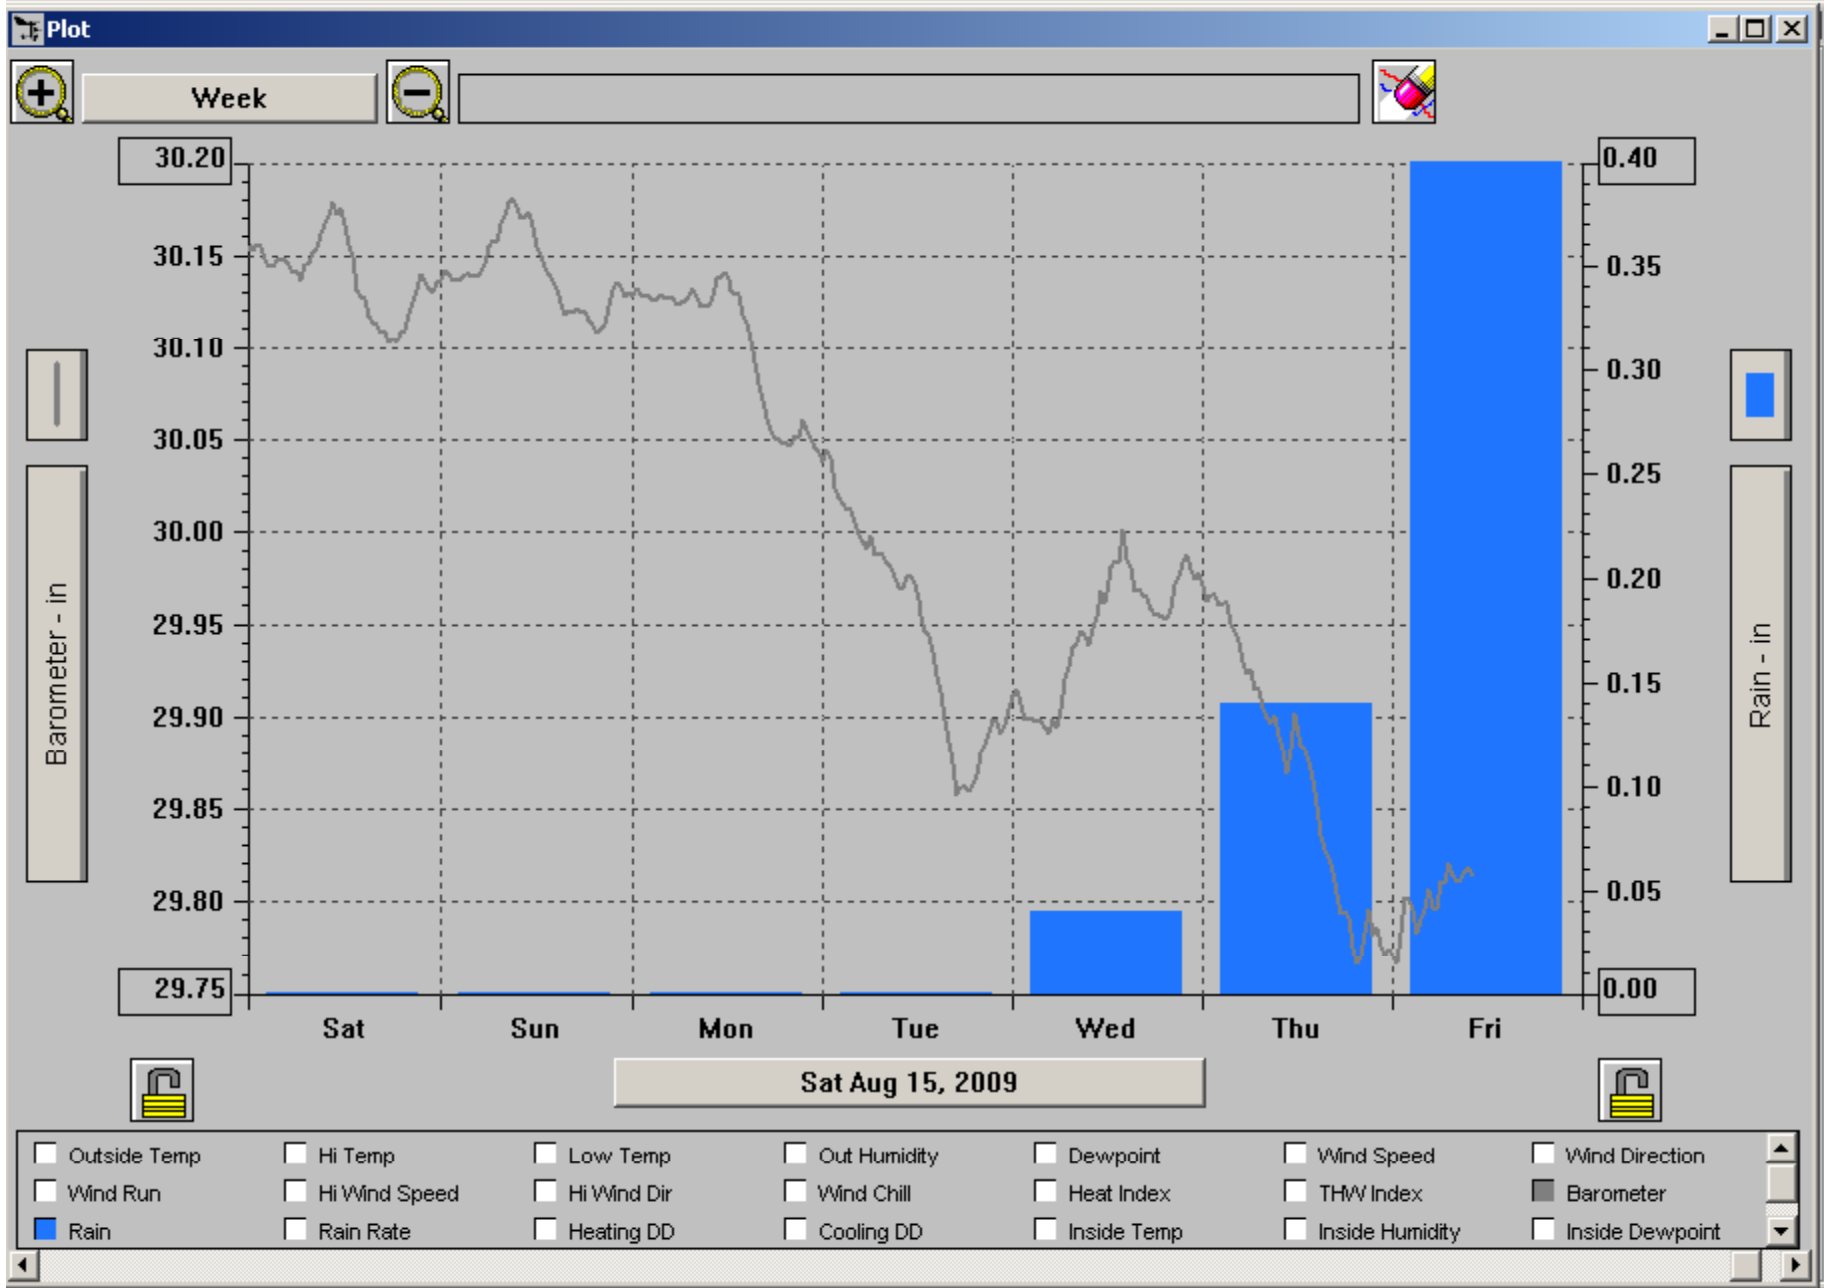 Plot
Week
30.20
30.15
30.10
30.05
30.00
29.95
29.90
29.85
29.80
29.75
Barometer - in
0.40
0.35
0.30
0.25
0.20
0.15
0.10
0.05
0.00
Rain - in
Sat Sun Mon Tue Wed Thu Fri
Sat Aug 15, 2009
Outside Temp Hi Temp Low Temp Out Humidity Dewpoint Wind Speed Wind Direction
Wind Run Hi Wind Speed Hi Wind Dir Wind Chill Heat Index THW Index Barometer
Rain Rain Rate Heating DD Cooling DD Inside Temp Inside Humidity Inside Dewpoint